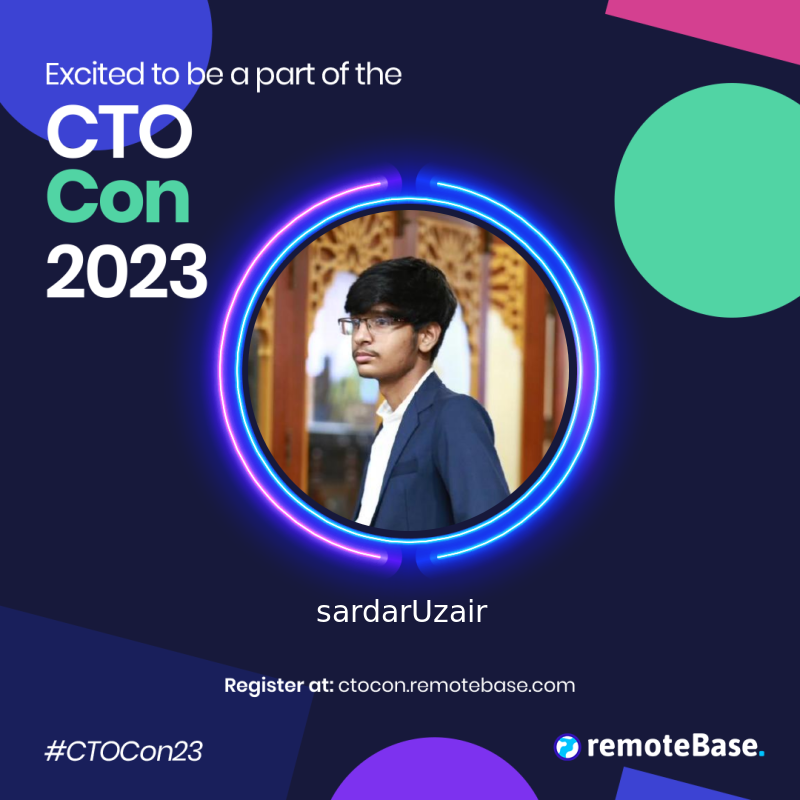 Excited to be a part of the
CTO
Con
2023
sardarUzair
Register at: ctocon.remotebase.com
#CTOCon23
remoteBase.